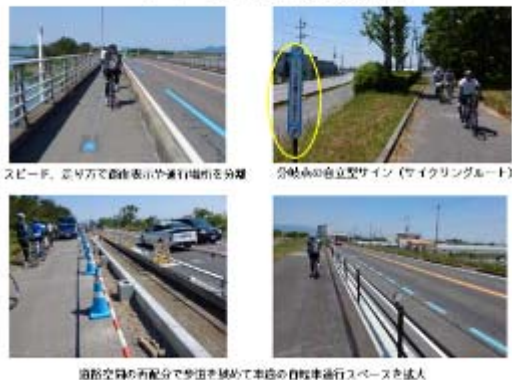 スピード、走り方で路面表示や通行場所を分離
分岐点の自立型サイン（サイクリングルート）
道路空間の再配分で歩道を狭めて車道の自転車通行スペースを拡大